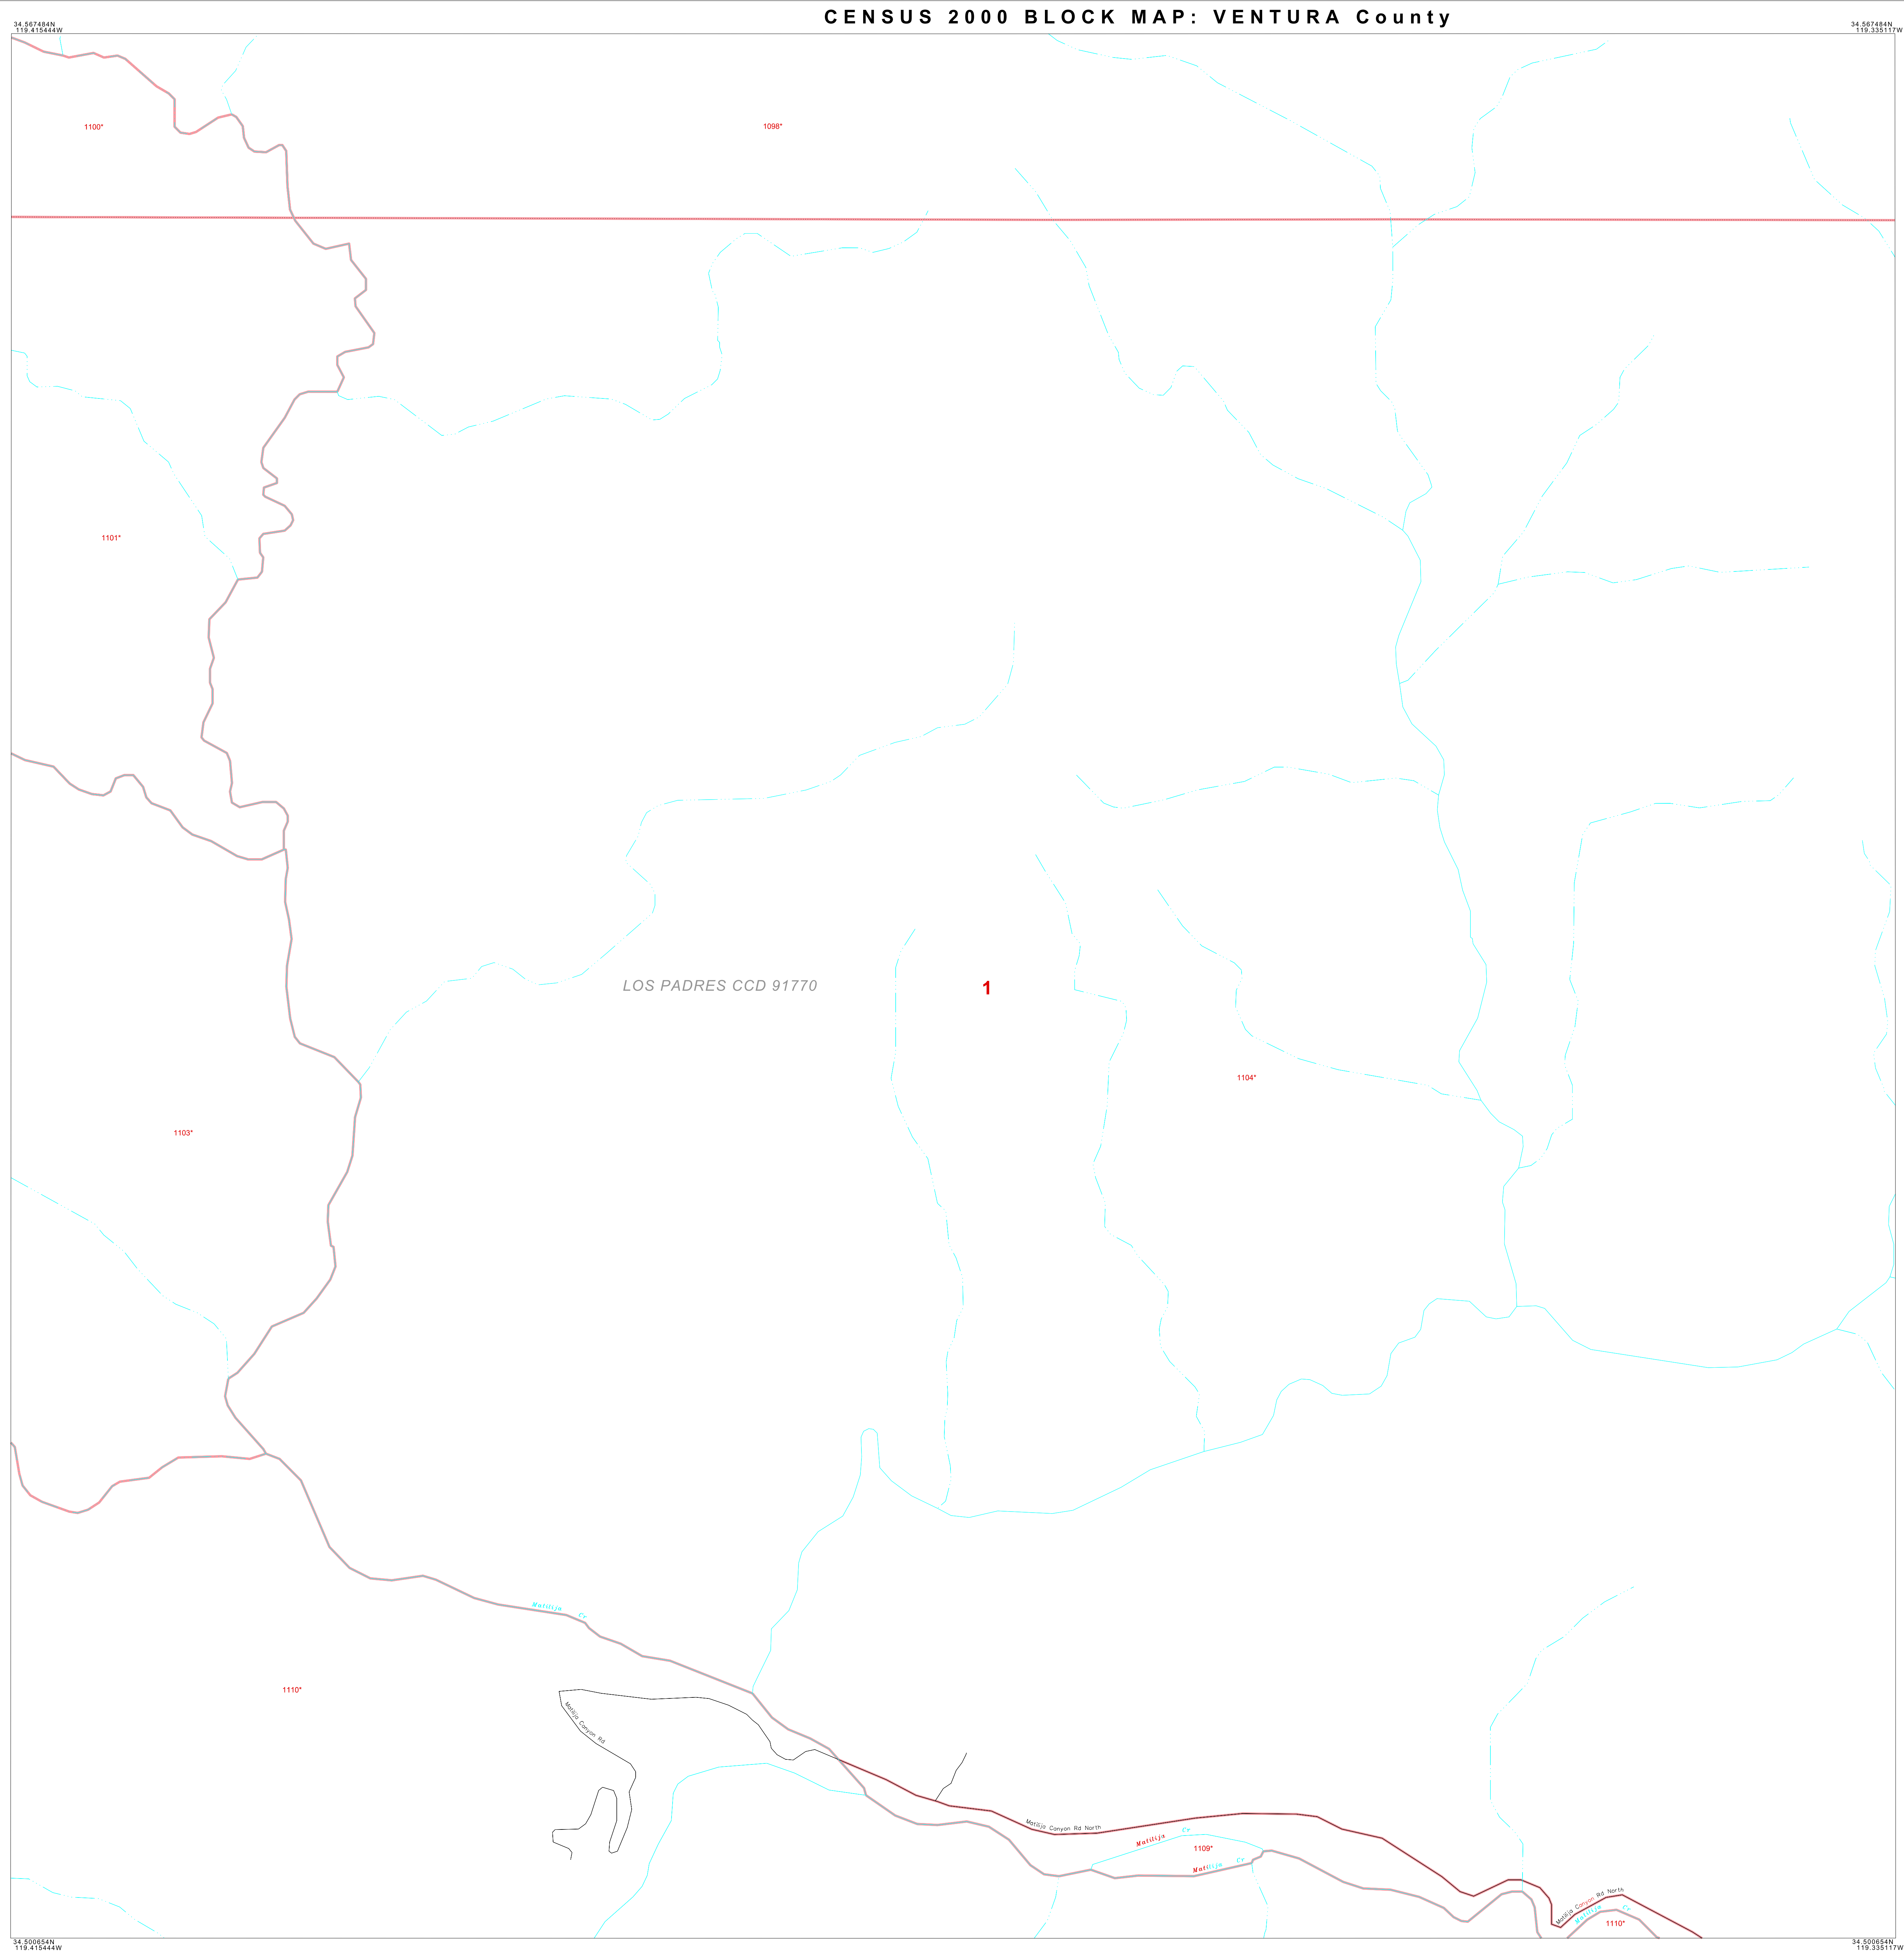 CENSUS 2000 BLOCK MAP: VENTURA County
34.567484N
119.415444W
34.567484N
119.335117W
1100*
1098*
1101*
LOS PADRES CCD 91770
1
1104*
1103*
Matilija Cr
1110*
Matilija Canyon Rd
Matilija Canyon Rd North
Matilija Cr
1109*
Matilija Cr
Matilija Canyon Rd North
Matilija Cr
1110*
34.500654N
119.415444W
34.500654N
119.335117W